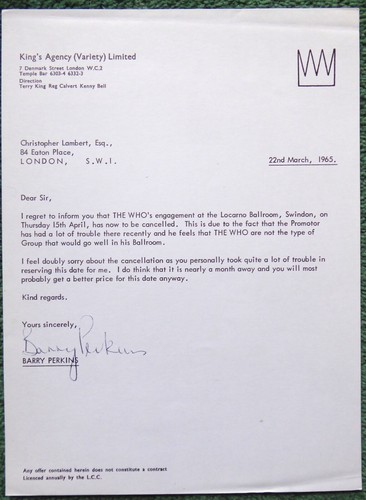 King's Agency (Variety) Limited
7 Denmark Street London W.C.2
Temple Bar 6303-4 6332-3
Direction
Terry King Reg Calvert Kenny Bell
Christopher Lambert, Esq.,
84 Eaton Place,
LONDON, S.W.1.
22nd March, 1965.
Dear Sir,
I regret to inform you that THE WHO's engagement at the Locarno Ballroom, Swindon, on
Thursday 15th April, has now to be cancelled. This is due to the fact that the Promotor
has had a lot of trouble there recently and he feels that THE WHO are not the type of
Group that would go well in his Ballroom.
I feel doubly sorry about the cancellation as you personally took quite a lot of trouble in
reserving this date for me. I do think that it is nearly a month away and you will most
probably get a better price for this date anyway.
Kind regards.
Yours sincerely,
Barry Perkins
BARRY PERKINS
Any offer contained herein does not constitute a contract
Licensed annually by the L.C.C.